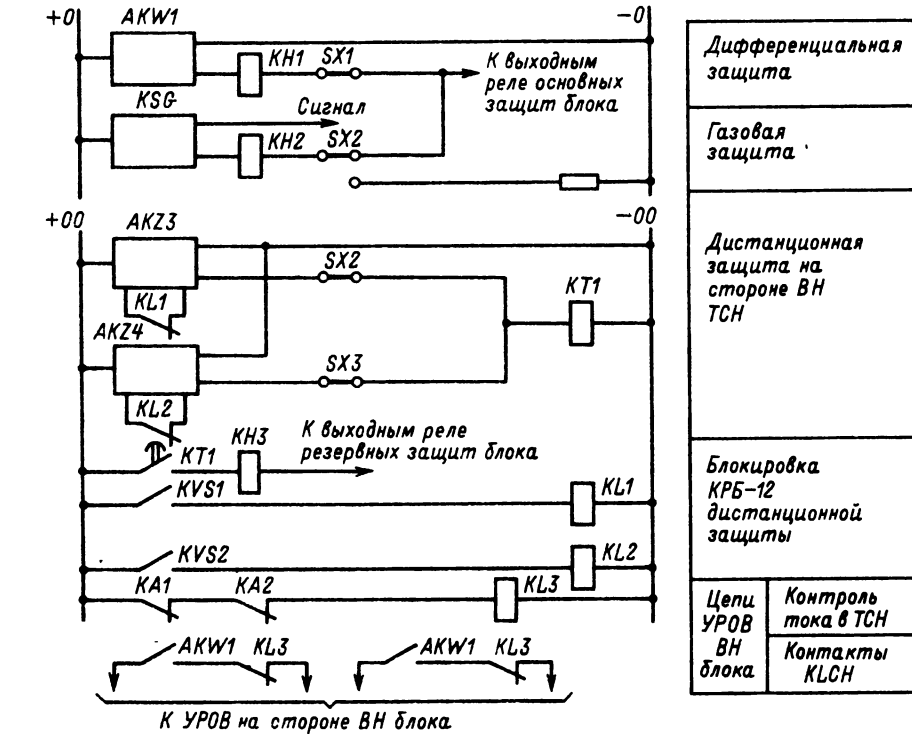 +0
AKW1
–0
KH1
SX1
К выходным
реле основных
защит блока
KSG
Сигнал
KH2
SX2
+00
AKZ3
–00
SX2
KT1
KL1
AKZ4
SX3
KL2
KT1
KH3
К выходным реле
резервных защит блока
KVS1
KL1
KVS2
KL2
KA1
KA2
KL3
AKW1
KL3
AKW1
KL3
К УРОВ на стороне ВН блока
Дифференциальная
защита
Газовая
защита
Дистанционная
защита на
стороне ВН
ТСН
Блокировка
КРБ–12
дистанционной
защиты
Цепи
УРОВ
ВН
блока
Контроль
тока в ТСН
Контакты
KLCH